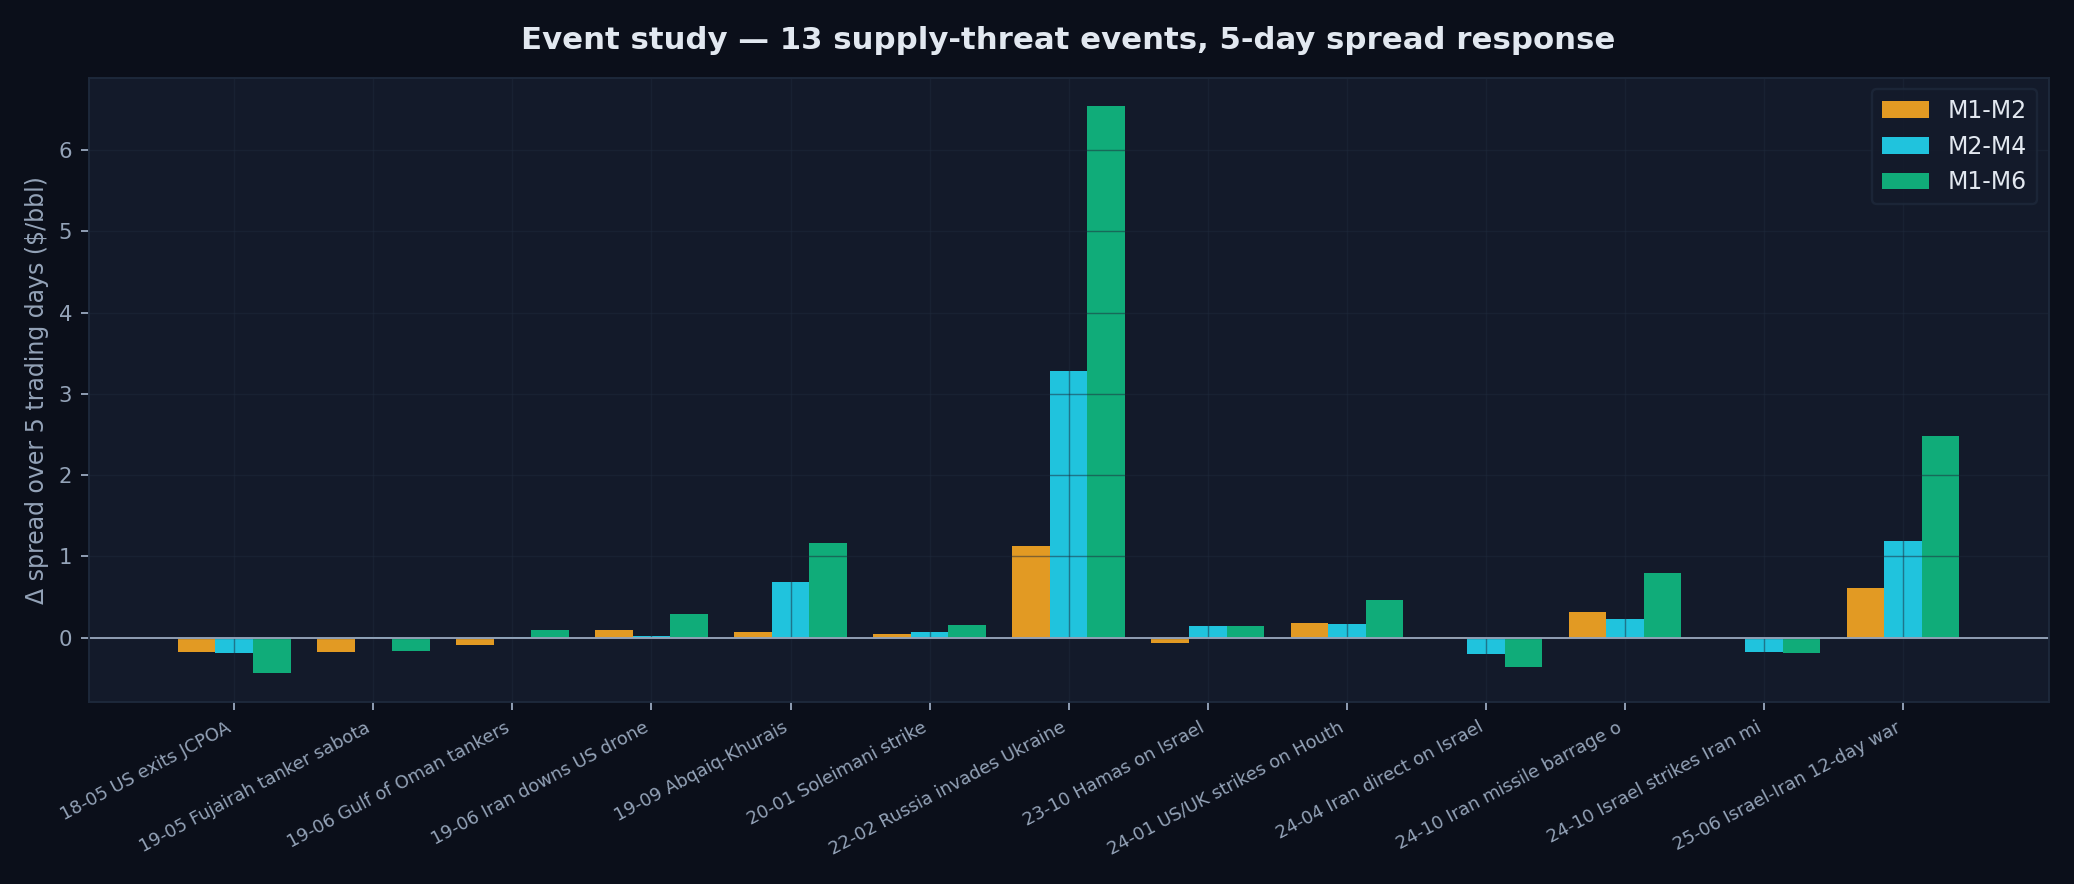 Event study — 13 supply-threat events, 5-day spread response
M1-M2
M2-M4
M1-M6
Δ spread over 5 trading days ($/bbl)
6
5
4
3
2
1
0
18-05 US exits JCPOA
19-05 Fujairah tanker sabota
19-06 Gulf of Oman tankers
19-06 Iran downs US drone
19-09 Abqaiq-Khurais
20-01 Soleimani strike
22-02 Russia invades Ukraine
23-10 Hamas on Israel
24-01 US/UK strikes on Houth
24-04 Iran direct on Israel
24-10 Iran missile barrage o
24-10 Israel strikes Iran mi
25-06 Israel-Iran 12-day war